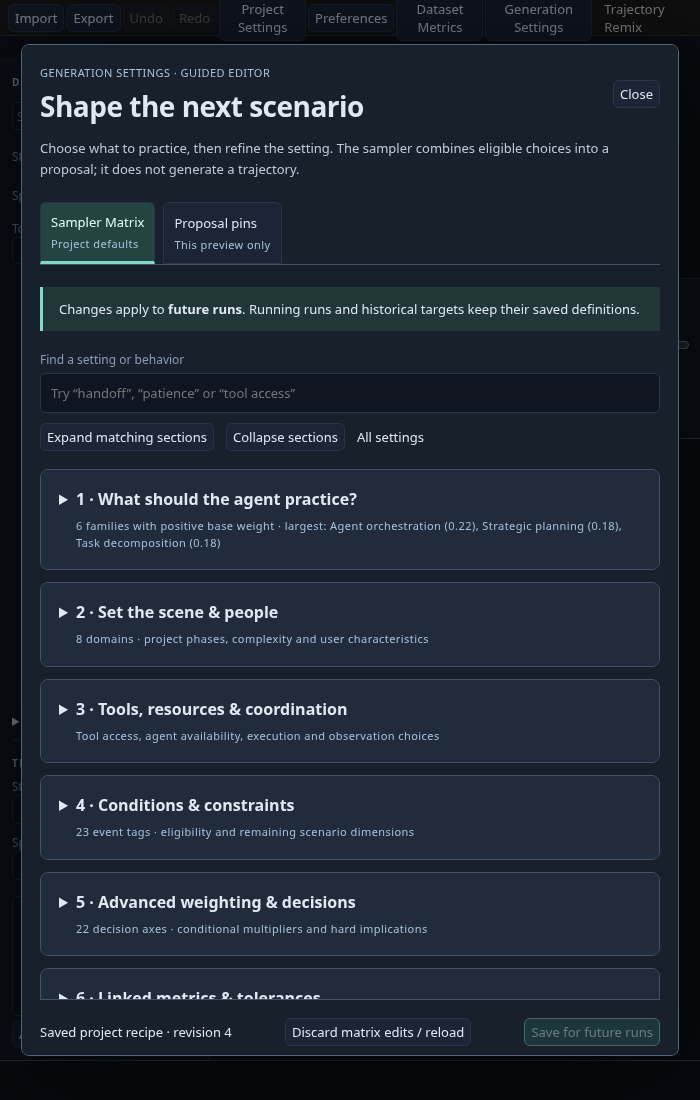 Import Export Undo Redo Project Settings Preferences Dataset Metrics Generation Settings Trajectory Remix
GENERATION SETTINGS · GUIDED EDITOR
Shape the next scenario
Close
Choose what to practice, then refine the setting. The sampler combines eligible choices into a
proposal; it does not generate a trajectory.
Sampler Matrix
Project defaults
Proposal pins
This preview only
Changes apply to future runs. Running runs and historical targets keep their saved definitions.
Find a setting or behavior
Try “handoff”, “patience” or “tool access”
Expand matching sections Collapse sections All settings
1 · What should the agent practice?
6 families with positive base weight · largest: Agent orchestration (0.22), Strategic planning (0.18),
Task decomposition (0.18)
2 · Set the scene & people
8 domains · project phases, complexity and user characteristics
3 · Tools, resources & coordination
Tool access, agent availability, execution and observation choices
4 · Conditions & constraints
23 event tags · eligibility and remaining scenario dimensions
5 · Advanced weighting & decisions
22 decision axes · conditional multipliers and hard implications
6 · Linked metrics & tolerances
Saved project recipe · revision 4 Discard matrix edits / reload Save for future runs